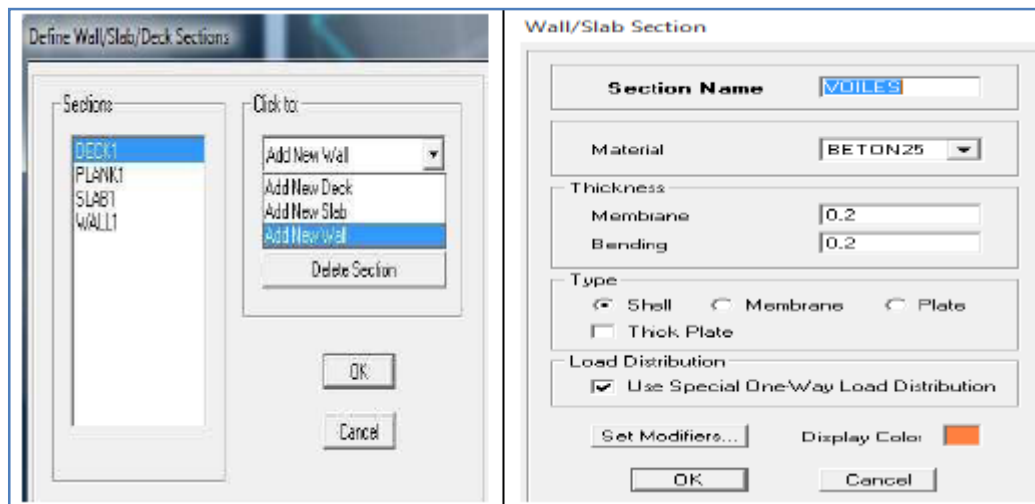 Define Wall/Slab/Deck Sections
Sections
DECK1
PLANK1
SLAB1
WALL1
Click to:
Add New Wall
Add New Deck
Add New Slab
Add New Wall
Delete Section
OK
Cancel
Wall/Slab Section
Section Name VOILES
Material BETON25
Thickness
Membrane 0.2
Bending 0.2
Type
Shell Membrane Plate
Thick Plate
Load Distribution
Use Special One-Way Load Distribution
Set Modifiers... Display Color
OK Cancel